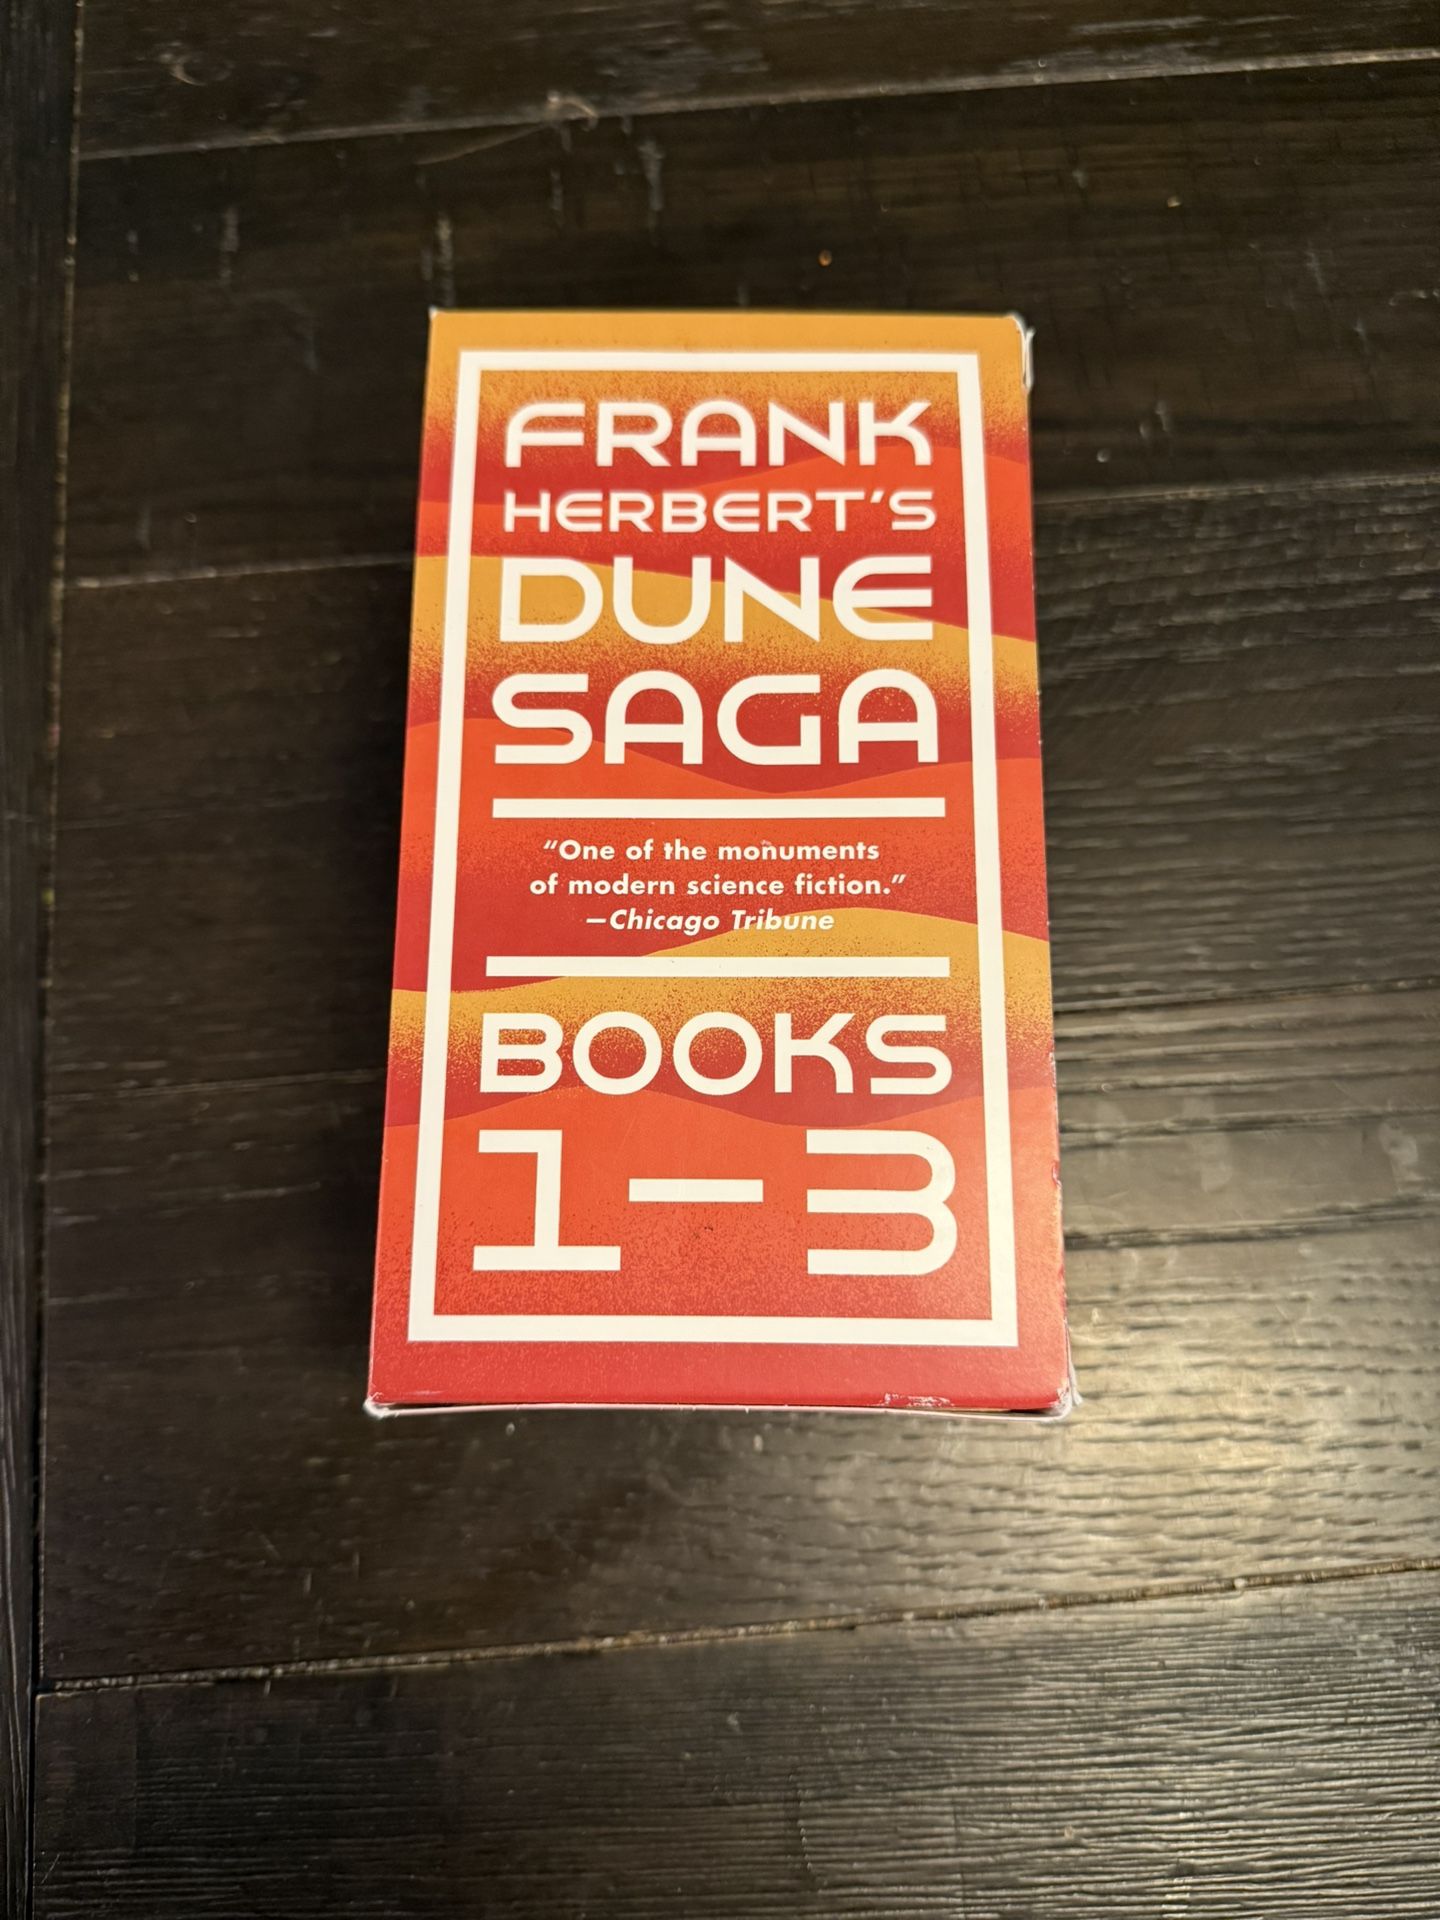 FRANK
HERBERT'S
DUNE
SAGA
“One of the monuments
of modern science fiction.”
—Chicago Tribune
BOOKS
1–3